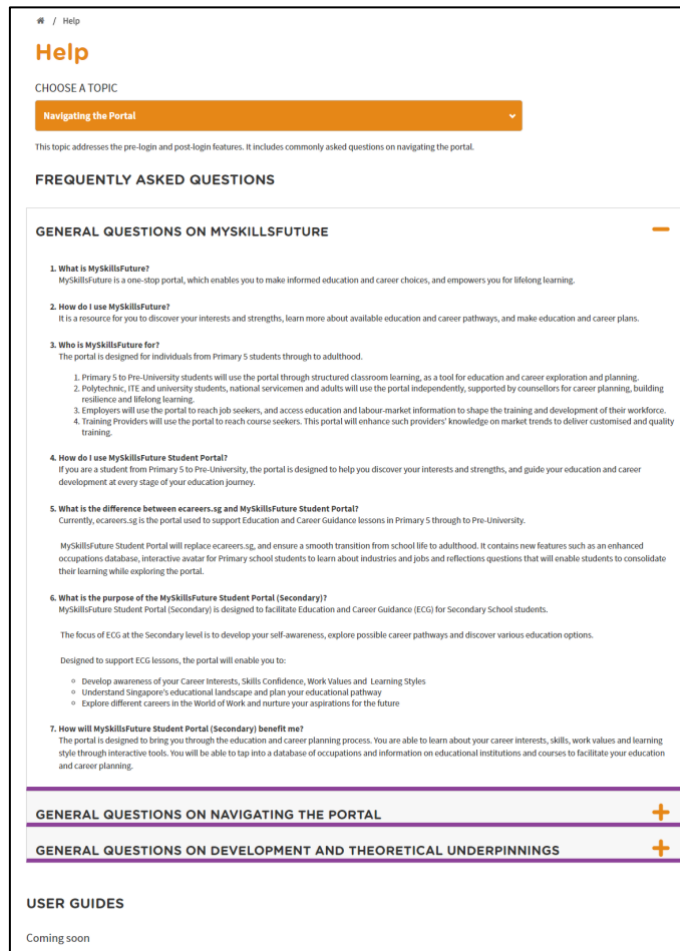 / Help
Help
CHOOSE A TOPIC
Navigating the Portal
This topic addresses the pre-login and post-login features. It includes commonly asked questions on navigating the portal.
FREQUENTLY ASKED QUESTIONS
GENERAL QUESTIONS ON MYSKILLSFUTURE
1. What is MySkillsFuture?
MySkillsFuture is a one-stop portal, which enables you to make informed education and career choices, and empowers you for lifelong learning.
2. How do I use MySkillsFuture?
It is a resource for you to discover your interests and strengths, learn more about available education and career pathways, and make education and career plans.
3. Who is MySkillsFuture for?
The portal is designed for individuals from Primary 5 students through to adulthood.
1. Primary 5 to Pre-University students will use the portal through structured classroom learning, as a tool for education and career exploration and planning.
2. Polytechnic, ITE and university students, national servicemen and adults will use the portal independently, supported by counsellors for career planning, building
resilience and lifelong learning.
3. Employers will use the portal to reach job seekers, and access education and labour-market information to shape the training and development of their workforce.
4. Training Providers will use the portal to reach course seekers. This portal will enhance such providers' knowledge on market trends to deliver customised and quality
training.
4. How do I use MySkillsFuture Student Portal?
If you are a student from Primary 5 to Pre-University, the portal is designed to help you discover your interests and strengths, and guide your education and career
development at every stage of your education journey.
5. What is the difference between ecareers.sg and MySkillsFuture Student Portal?
Currently, ecareers.sg is the portal used to support Education and Career Guidance lessons in Primary 5 through to Pre-University.
MySkillsFuture Student Portal will replace ecareers.sg, and ensure a smooth transition from school life to adulthood. It contains new features such as an enhanced
occupations database, interactive avatar for Primary school students to learn about industries and jobs and reflections questions that will enable students to consolidate
their learning while exploring the portal.
6. What is the purpose of the MySkillsFuture Student Portal (Secondary)?
MySkillsFuture Student Portal (Secondary) is designed to facilitate Education and Career Guidance (ECG) for Secondary School students.
The focus of ECG at the Secondary level is to develop your self-awareness, explore possible career pathways and discover various education options.
Designed to support ECG lessons, the portal will enable you to:
Develop awareness of your Career Interests, Skills Confidence, Work Values and Learning Styles
Understand Singapore's educational landscape and plan your educational pathway
Explore different careers in the World of Work and nurture your aspirations for the future
7. How will MySkillsFuture Student Portal (Secondary) benefit me?
The portal is designed to bring you through the education and career planning process. You are able to learn about your career interests, skills, work values and learning
style through interactive tools. You will be able to tap into a database of occupations and information on educational institutions and courses to facilitate your education
and career planning.
GENERAL QUESTIONS ON NAVIGATING THE PORTAL
GENERAL QUESTIONS ON DEVELOPMENT AND THEORETICAL UNDERPINNINGS
USER GUIDES
Coming soon